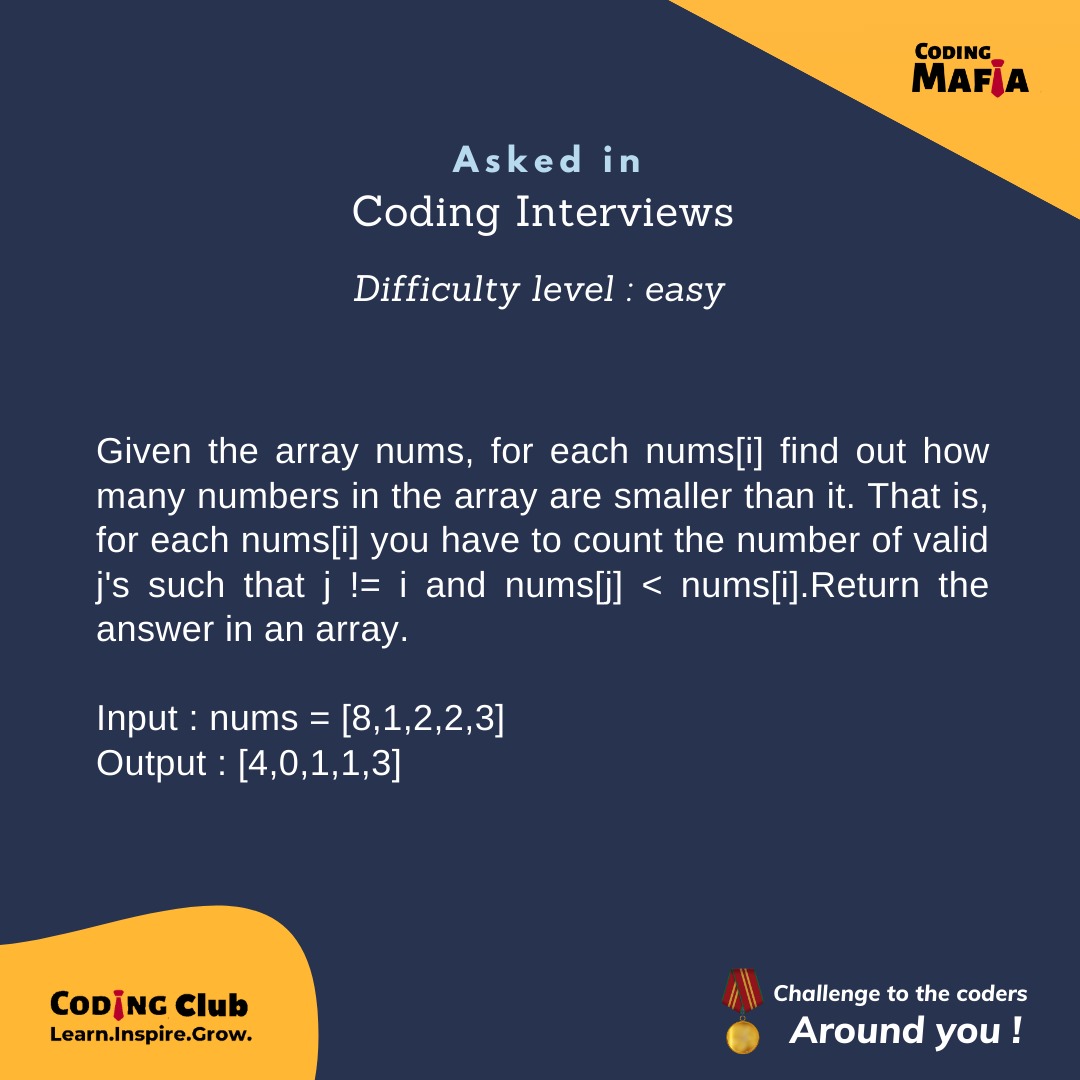 CODING
MAFIA
Asked in
Coding Interviews
Difficulty level : easy
Given the array nums, for each nums[i] find out how
many numbers in the array are smaller than it. That is,
for each nums[i] you have to count the number of valid
j's such that j != i and nums[j] < nums[i].Return the
answer in an array.
Input : nums = [8,1,2,2,3]
Output : [4,0,1,1,3]
CODING Club
Learn.Inspire.Grow.
Challenge to the coders
Around you !